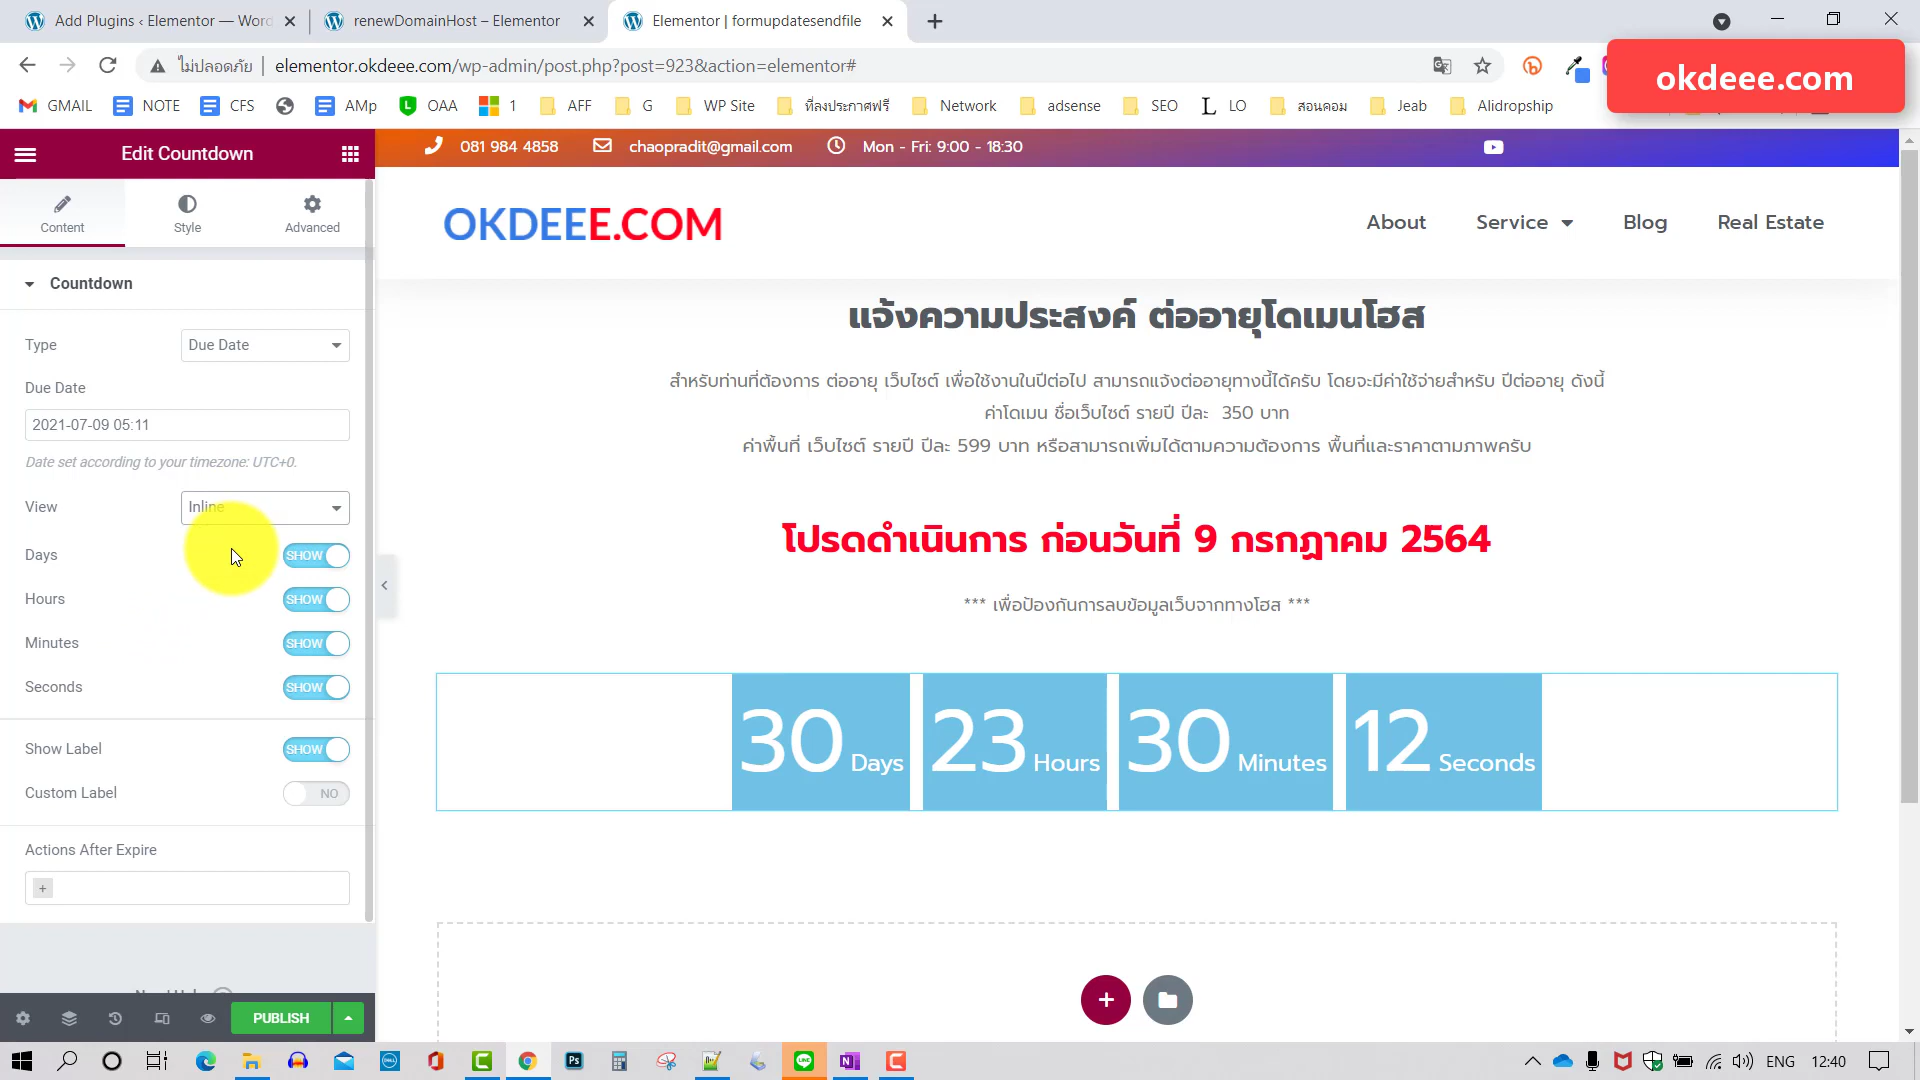 Add Plugins ‹ Elementor — Word
renewDomainHost – Elementor
Elementor | formupdatesendfile
ไม่ปลอดภัย
elementor.okdeee.com/wp-admin/post.php?post=923&action=elementor#
okdeee.com
GMAIL
NOTE
CFS
AMp
OAA
1
AFF
G
WP Site
ที่ลงประกาศฟรี
Network
adsense
SEO
LO
สอนคอม
Jeab
Alidropship
Edit Countdown
081 984 4858
chaopradit@gmail.com
Mon - Fri: 9:00 - 18:30
Content
Style
Advanced
OKDEEE.COM
About
Service
Blog
Real Estate
Countdown
Type
Due Date
Due Date
2021-07-09 05:11
Date set according to your timezone: UTC+0.
View
Inline
Days
SHOW
Hours
SHOW
Minutes
SHOW
Seconds
SHOW
Show Label
SHOW
Custom Label
NO
Actions After Expire
+
PUBLISH
แจ้งความประสงค์ ต่ออายุโดเมนโฮส
สำหรับท่านที่ต้องการ ต่ออายุ เว็บไซต์ เพื่อใช้งานในปีต่อไป สามารถแจ้งต่ออายุทางนี้ได้ครับ โดยจะมีค่าใช้จ่ายสำหรับ ปีต่ออายุ ดังนี้
ค่าโดเมน ชื่อเว็บไซต์ รายปี ปีละ 350 บาท
ค่าพื้นที่ เว็บไซต์ รายปี ปีละ 599 บาท หรือสามารถเพิ่มได้ตามความต้องการ พื้นที่และราคาตามภาพครับ
โปรดดำเนินการ ก่อนวันที่ 9 กรกฎาคม 2564
*** เพื่อป้องกันการลบข้อมูลเว็บจากทางโฮส ***
30 Days 23 Hours 30 Minutes 12 Seconds
ENG
12:40